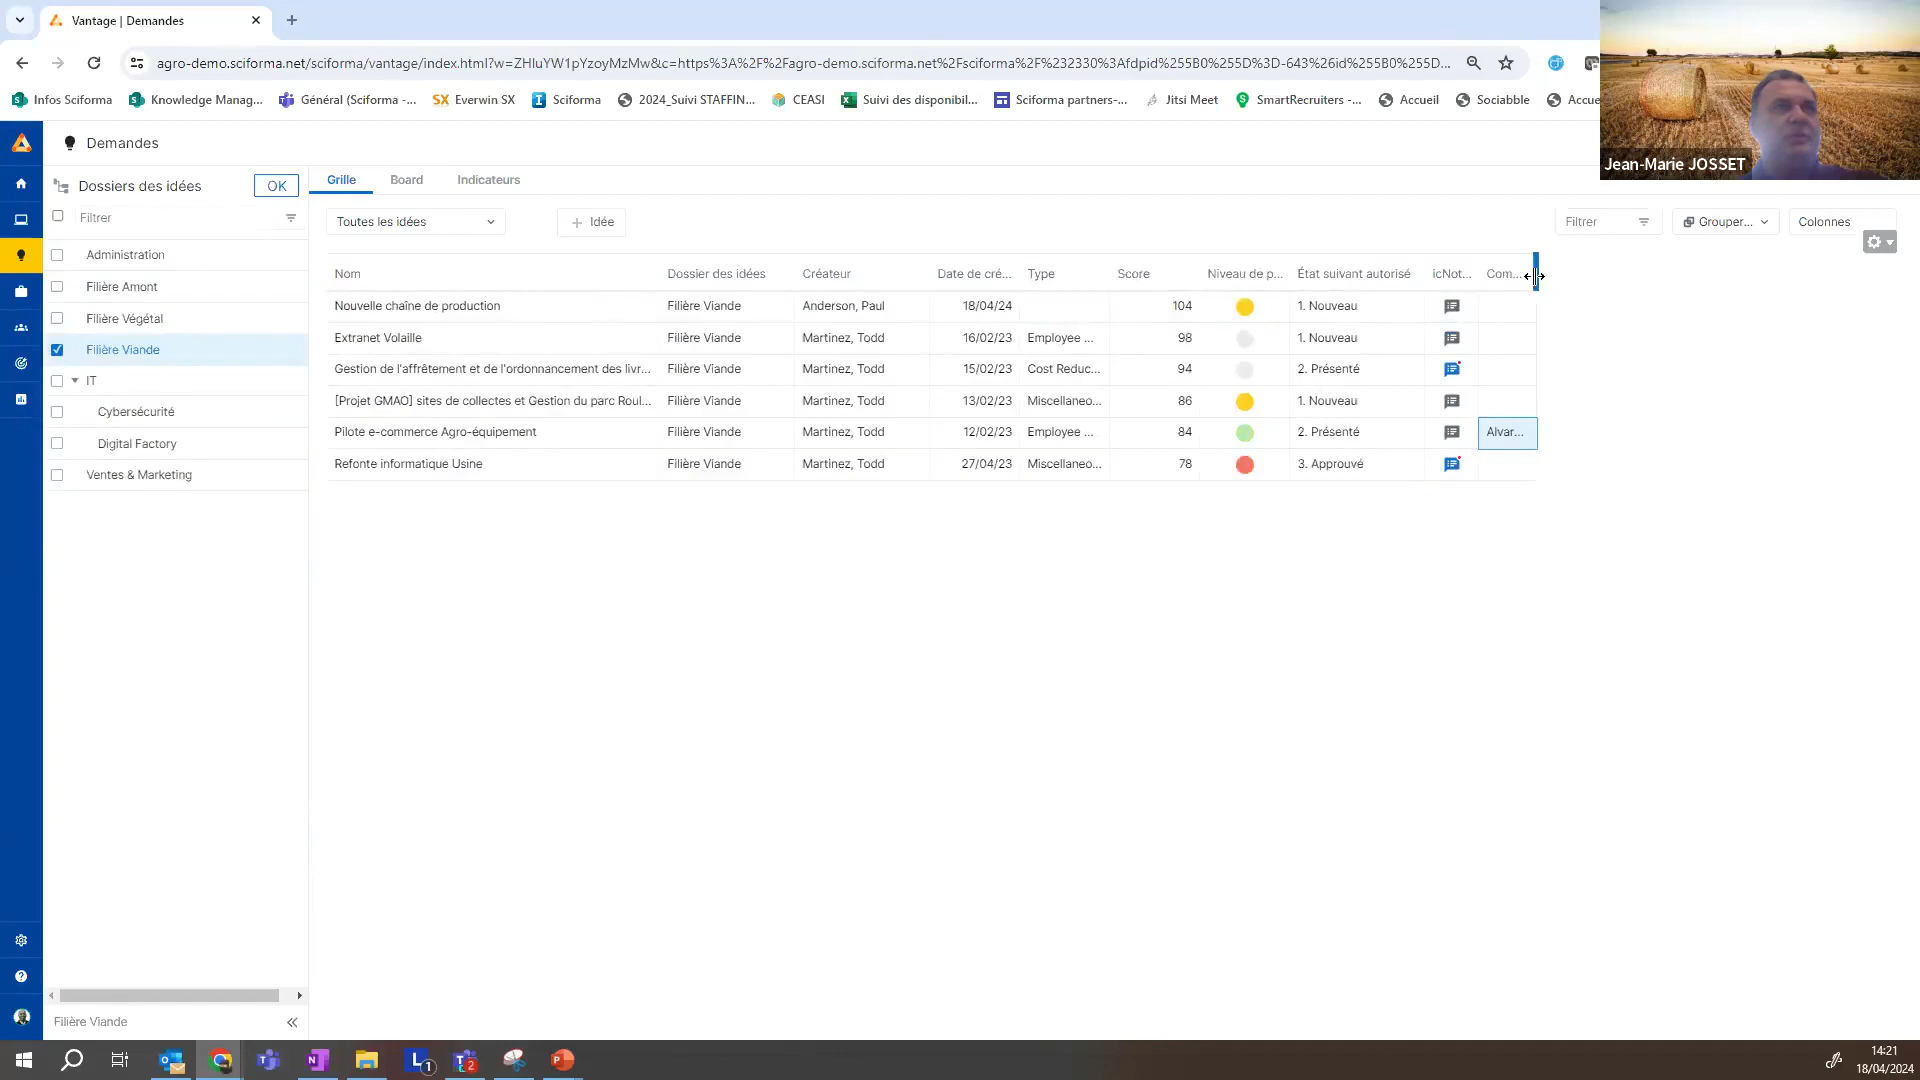 Vantage | Demandes
agro-demo.sciforma.net/sciforma/vantage/index.html?w=ZHIuYW1pYzoyMzMw&c=https%3A%2F%2Fagro-demo.sciforma.net%2Fsciforma%2F%232330%3Afdpid%255B0%255D%3D-643%26id%255B0%255D...
Infos Sciforma Knowledge Manag... Général (Sciforma -... Everwin SX Sciforma 2024_Suivi STAFFIN... CEASI Suivi des disponibil... Sciforma partners-... Jitsi Meet SmartRecruiters -... Accueil Sociabble Accue
Jean-Marie JOSSET
Demandes
Dossiers des idées OK
Grille Board Indicateurs
Filtrer
Toutes les idées + Idée Filtrer Grouper... Colonnes
Administration
Filière Amont
Filière Végétal
Filière Viande
IT
Cybersécurité
Digital Factory
Ventes & Marketing
Nom Dossier des idées Créateur Date de cré... Type Score Niveau de p... État suivant autorisé icNot... Com...
Nouvelle chaîne de production Filière Viande Anderson, Paul 18/04/24 104 1. Nouveau
Extranet Volaille Filière Viande Martinez, Todd 16/02/23 Employee ... 98 1. Nouveau
Gestion de l'affrêtement et de l'ordonnancement des livr... Filière Viande Martinez, Todd 15/02/23 Cost Reduc... 94 2. Présenté
[Projet GMAO] sites de collectes et Gestion du parc Roul... Filière Viande Martinez, Todd 13/02/23 Miscellaneo... 86 1. Nouveau
Pilote e-commerce Agro-équipement Filière Viande Martinez, Todd 12/02/23 Employee ... 84 2. Présenté Alvar...
Refonte informatique Usine Filière Viande Martinez, Todd 27/04/23 Miscellaneo... 78 3. Approuvé
Filière Viande
14:21
18/04/2024